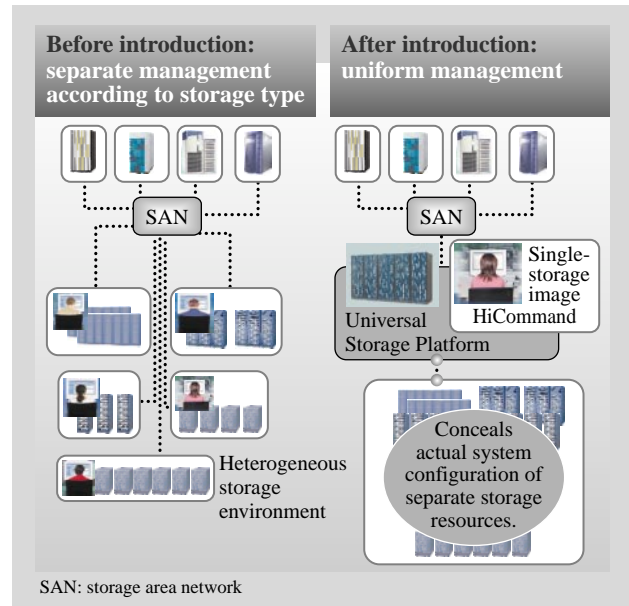 Before introduction:
separate management
according to storage type
SAN
Heterogeneous
storage
environment
After introduction:
uniform management
SAN
Single-
storage
image
HiCommand
Universal
Storage Platform
Conceals
actual system
configuration of
separate storage
resources.
SAN: storage area network